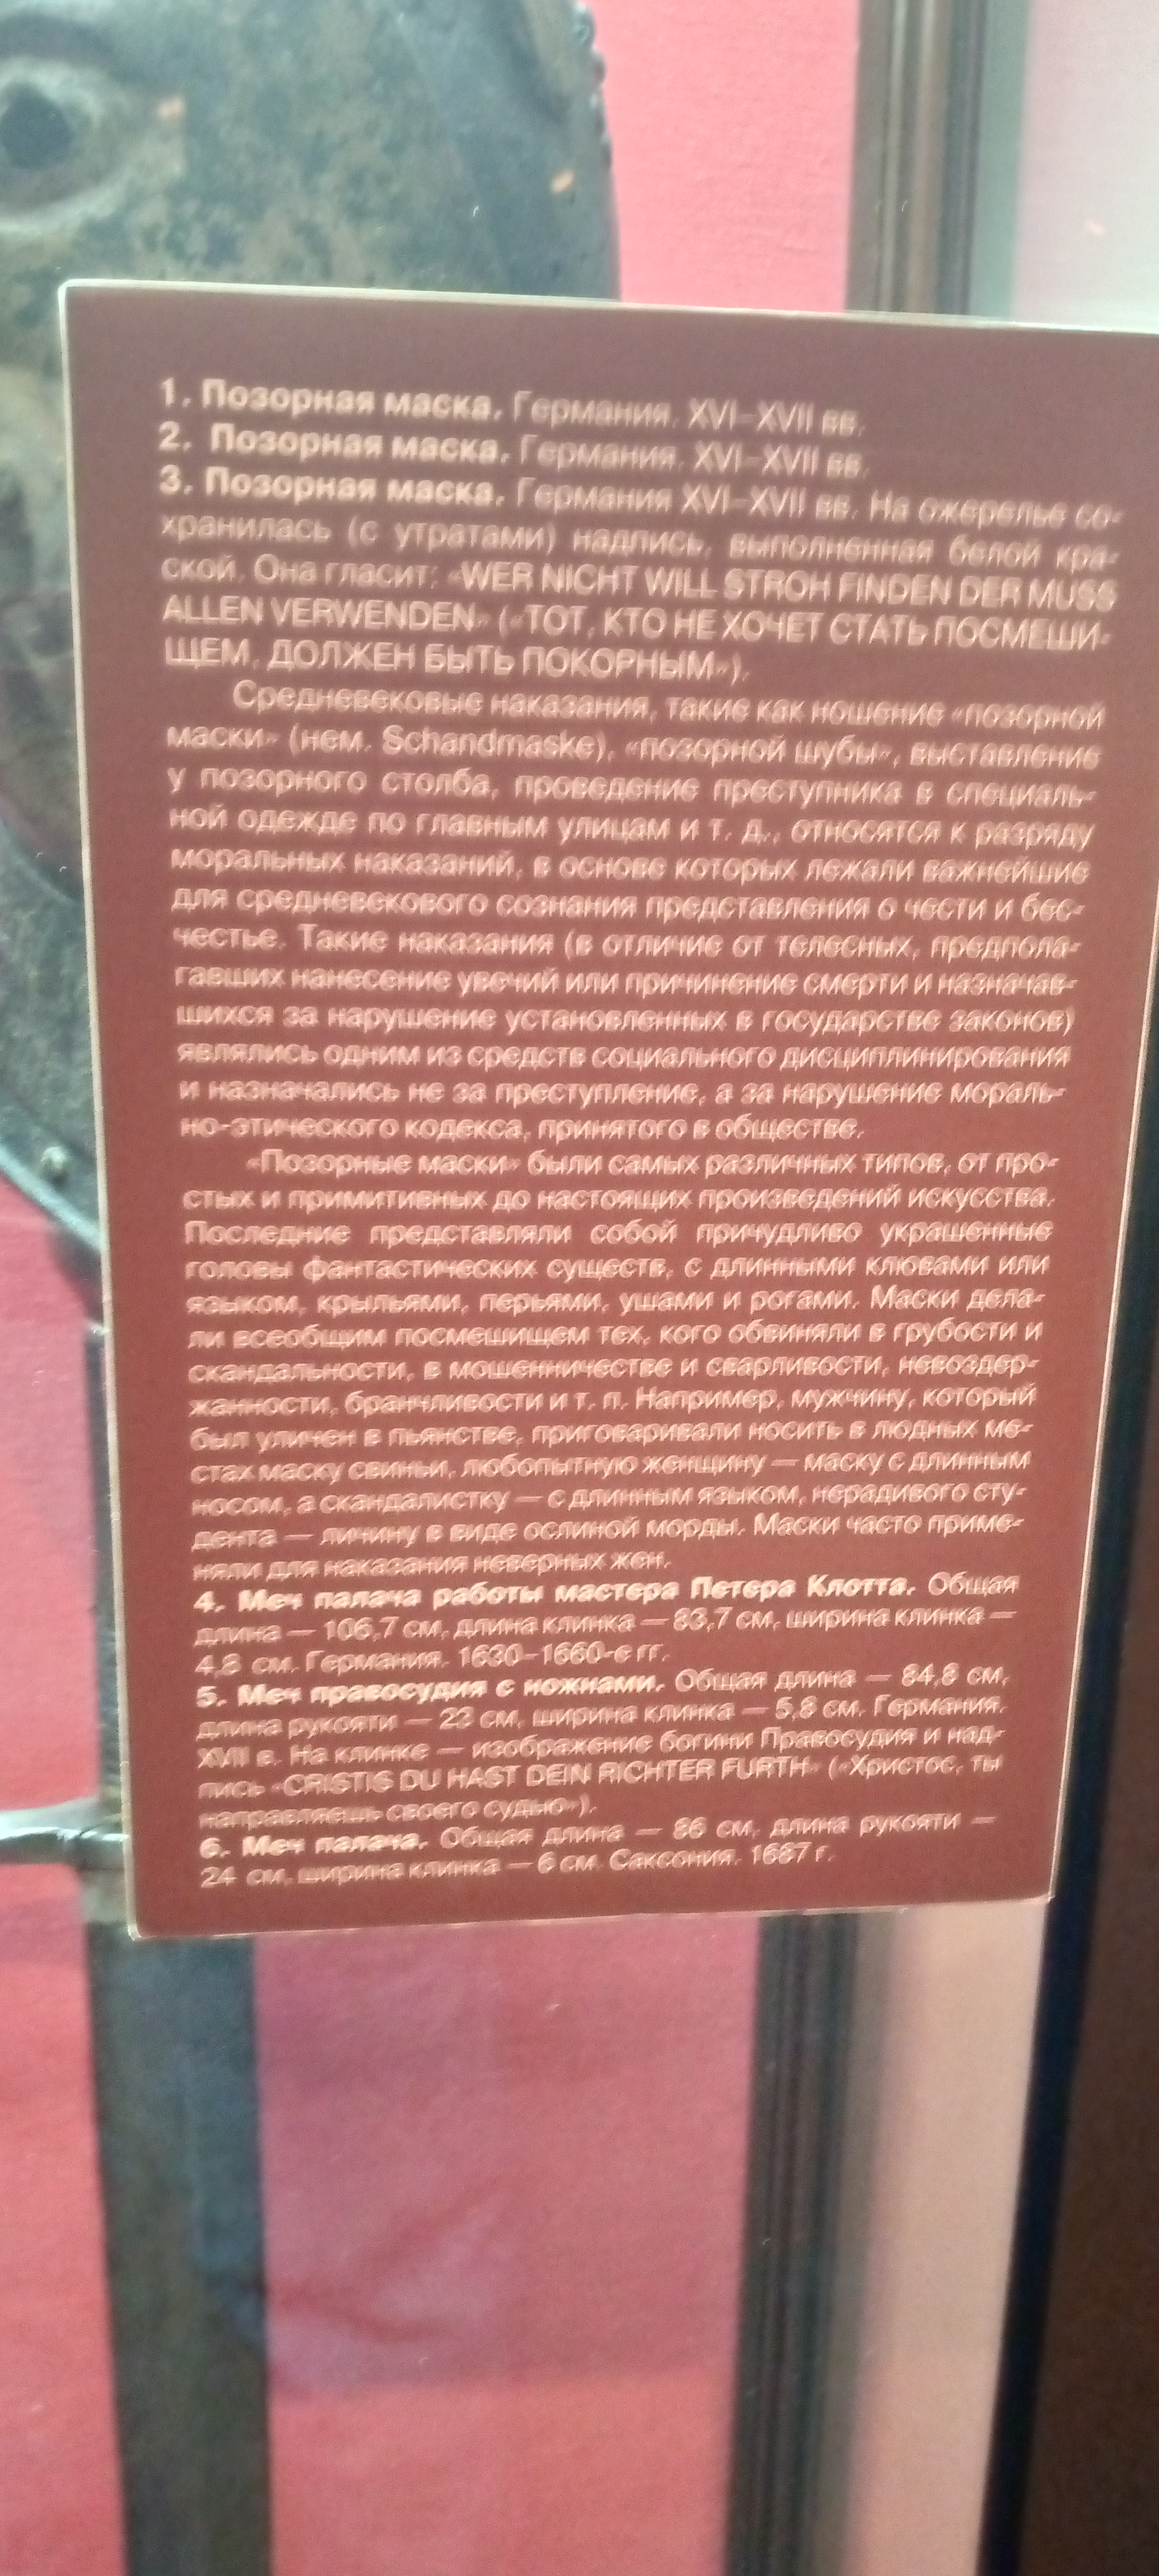 1. Позорная маска. Германия. XVI–XVII вв.
2. Позорная маска. Германия. XVI–XVII вв.
3. Позорная маска. Германия XVI–XVII вв. На ожерелье со-
хранилась (с утратами) надпись, выполненная белой кра-
ской. Она гласит: «WER NICHT WILL STROH FINDEN DER MUSS
ALLEN VERWENDEN» («ТОТ, КТО НЕ ХОЧЕТ СТАТЬ ПОСМЕШИ-
ЩЕМ, ДОЛЖЕН БЫТЬ ПОКОРНЫМ»).
Средневековые наказания, такие как ношение «позорной
маски» (нем. Schandmaske), «позорной шубы», выставление
у позорного столба, проведение преступника в специаль-
ной одежде по главным улицам и т. д., относятся к разряду
моральных наказаний, в основе которых лежали важнейшие
для средневекового сознания представления о чести и бес-
честье. Такие наказания (в отличие от телесных, предпола-
гавших нанесение увечий или причинение смерти и назначав-
шихся за нарушение установленных в государстве законов)
являлись одним из средств социального дисциплинирования
и назначались не за преступление, а за нарушение мораль-
но-этического кодекса, принятого в обществе.
«Позорные маски» были самых различных типов, от про-
стых и примитивных до настоящих произведений искусства.
Последние представляли собой причудливо украшенные
головы фантастических существ, с длинными клювами или
языком, крыльями, перьями, ушами и рогами. Маски дела-
ли всеобщим посмешищем тех, кого обвиняли в грубости и
скандальности, в мошенничестве и сварливости, невоздер-
жанности, бранчливости и т. п. Например, мужчину, который
был уличен в пьянстве, приговаривали носить в людных ме-
стах маску свиньи, любопытную женщину — маску с длинным
носом, а скандалистку — с длинным языком, нерадивого сту-
дента — личину в виде ослиной морды. Маски часто приме-
няли для наказания неверных жен.
4. Меч палача работы мастера Петера Клотта. Общая
длина — 106,7 см, длина клинка — 83,7 см, ширина клинка —
4,8 см. Германия. 1630–1660-е гг.
5. Меч правосудия с ножнами. Общая длина — 84,8 см,
длина рукояти — 23 см, ширина клинка — 5,8 см. Германия.
XVII в. На клинке — изображение богини Правосудия и над-
пись «CRISTIS DU HAST DEIN RICHTER FURTH» («Христос, ты
направляешь своего судью»).
6. Меч палача. Общая длина — 86 см, длина рукояти —
24 см, ширина клинка — 6 см. Саксония. 1687 г.